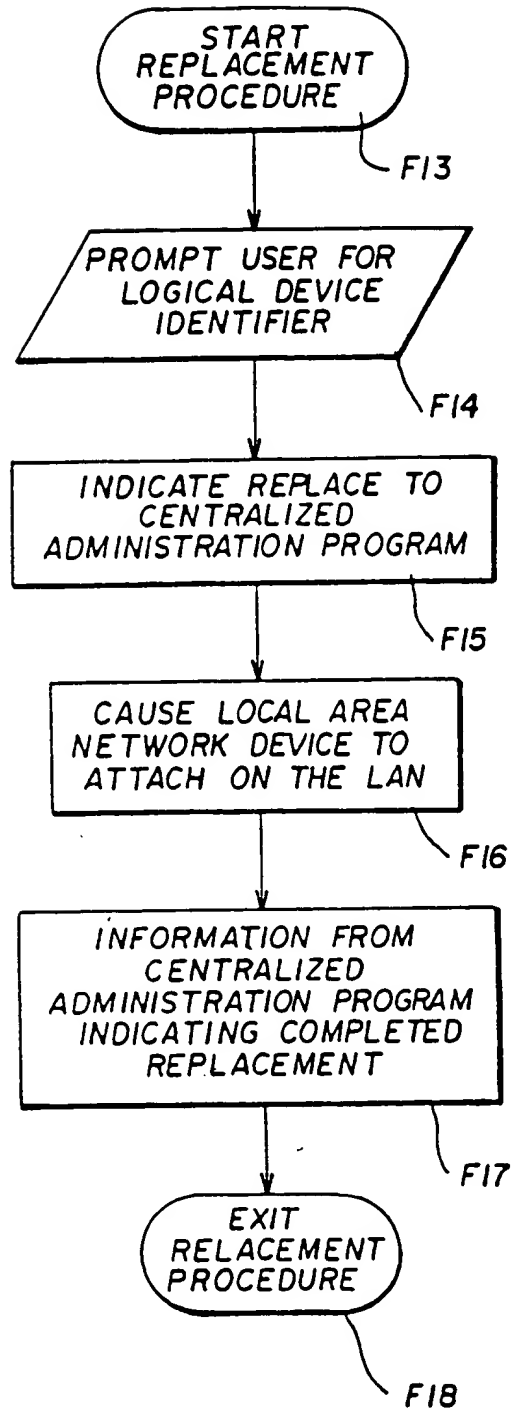 START
REPLACEMENT
PROCEDURE
F13
PROMPT USER FOR
LOGICAL DEVICE
IDENTIFIER
F14
INDICATE REPLACE TO
CENTRALIZED
ADMINISTRATION PROGRAM
F15
CAUSE LOCAL AREA
NETWORK DEVICE TO
ATTACH ON THE LAN
F16
INFORMATION FROM
CENTRALIZED
ADMINISTRATION PROGRAM
INDICATING COMPLETED
REPLACEMENT
F17
EXIT
RELACEMENT
PROCEDURE
F18